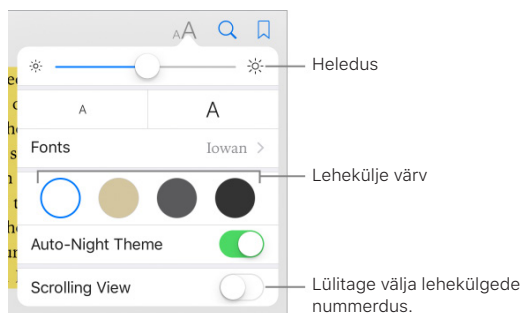 AA
Heledus
A A
Fonts Iowan >
Lehekülje värv
Auto-Night Theme
Scrolling View
Lülitage välja lehekülgede
nummerdus.